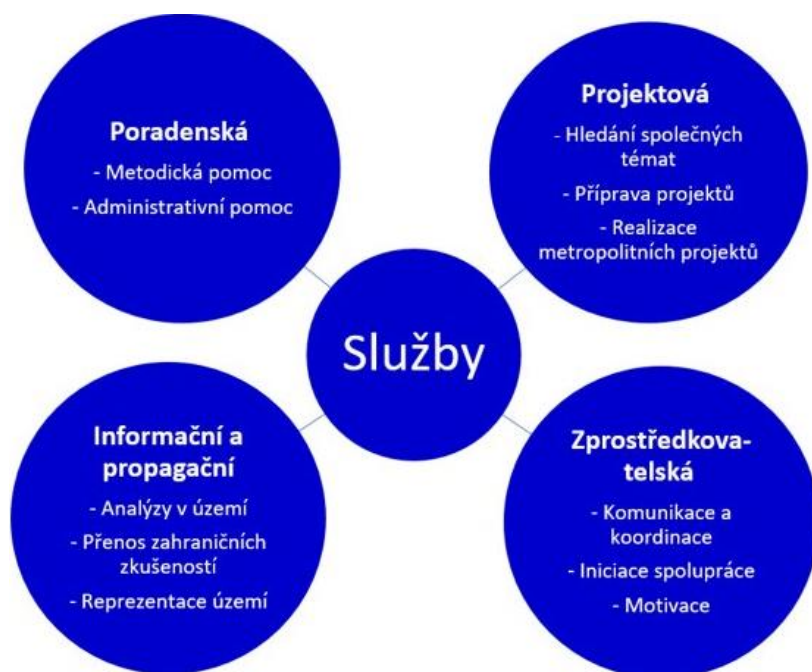 Poradenská
- Metodická pomoc
- Administrativní pomoc
Projektová
- Hledání společných
témat
- Příprava projektů
- Realizace
metropolitních projektů
Služby
Informační a
propagační
- Analýzy v území
- Přenos zahraničních
zkušeností
- Reprezentace území
Zprostředkova-
telská
- Komunikace a
koordinace
- Iniciace spolupráce
- Motivace